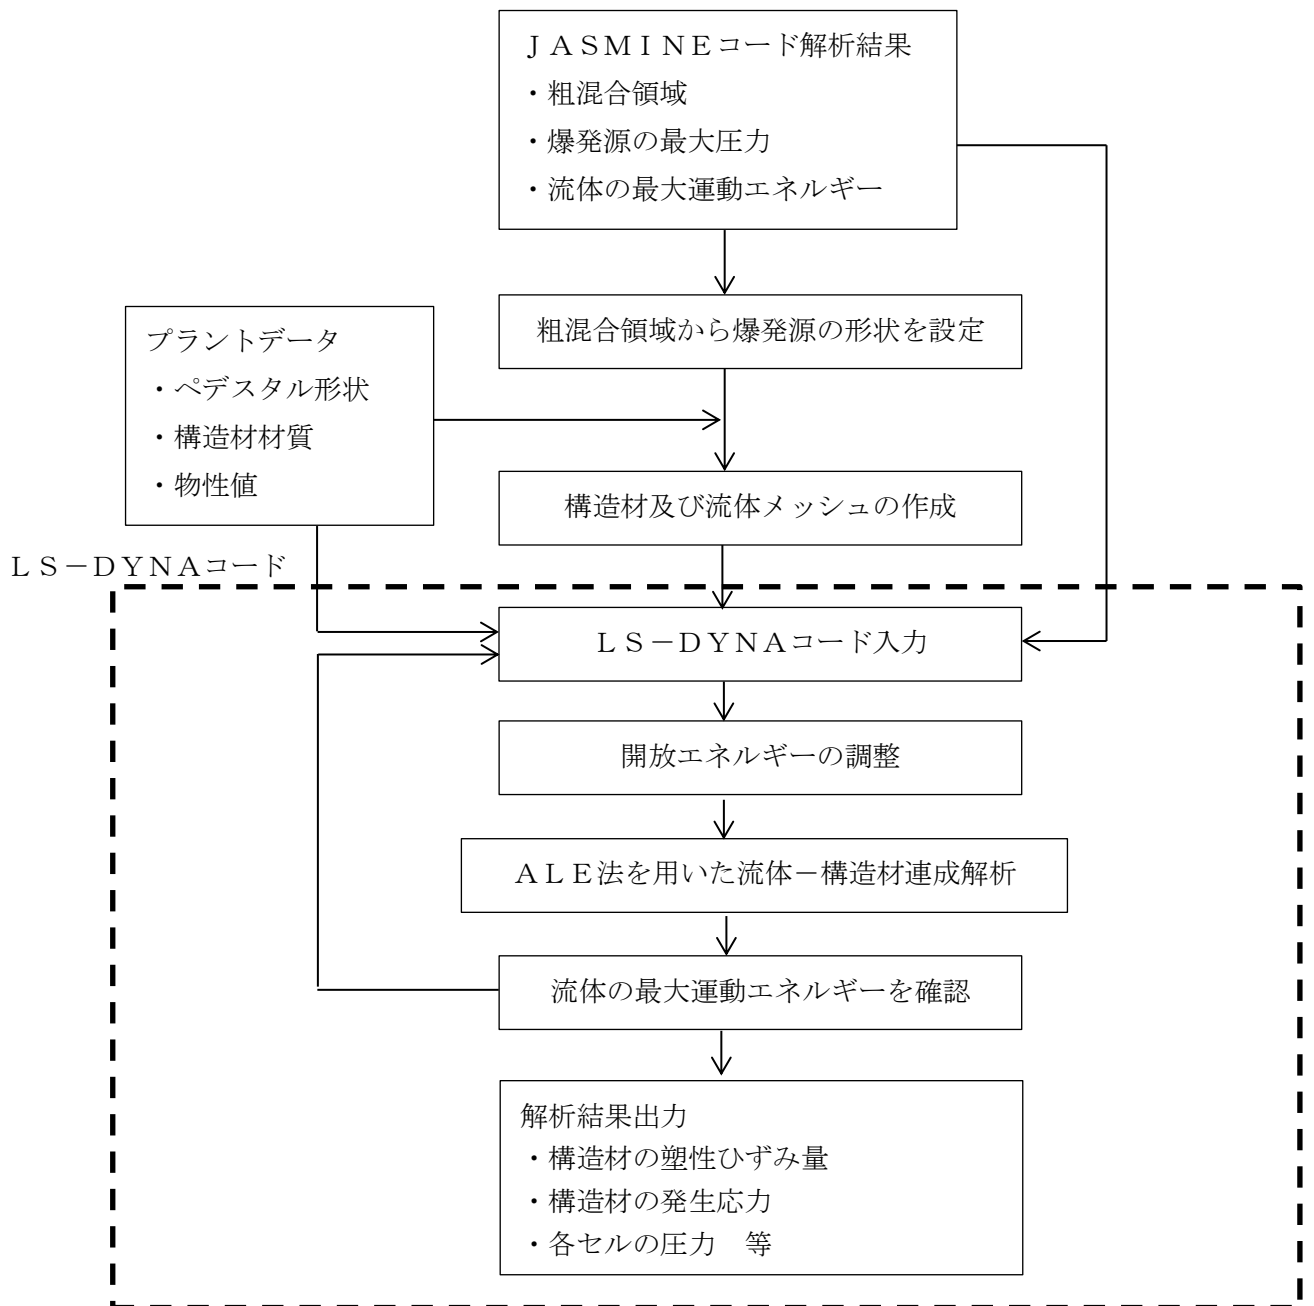 JASMINEコード解析結果
・粗混合領域
・爆発源の最大圧力
・流体の最大運動エネルギー
粗混合領域から爆発源の形状を設定
プラントデータ
・ペデスタル形状
・構造材材質
・物性値
構造材及び流体メッシュの作成
LS-DYNAコード
LS-DYNAコード入力
開放エネルギーの調整
ALE法を用いた流体-構造材連成解析
流体の最大運動エネルギーを確認
解析結果出力
・構造材の塑性ひずみ量
・構造材の発生応力
・各セルの圧力 等